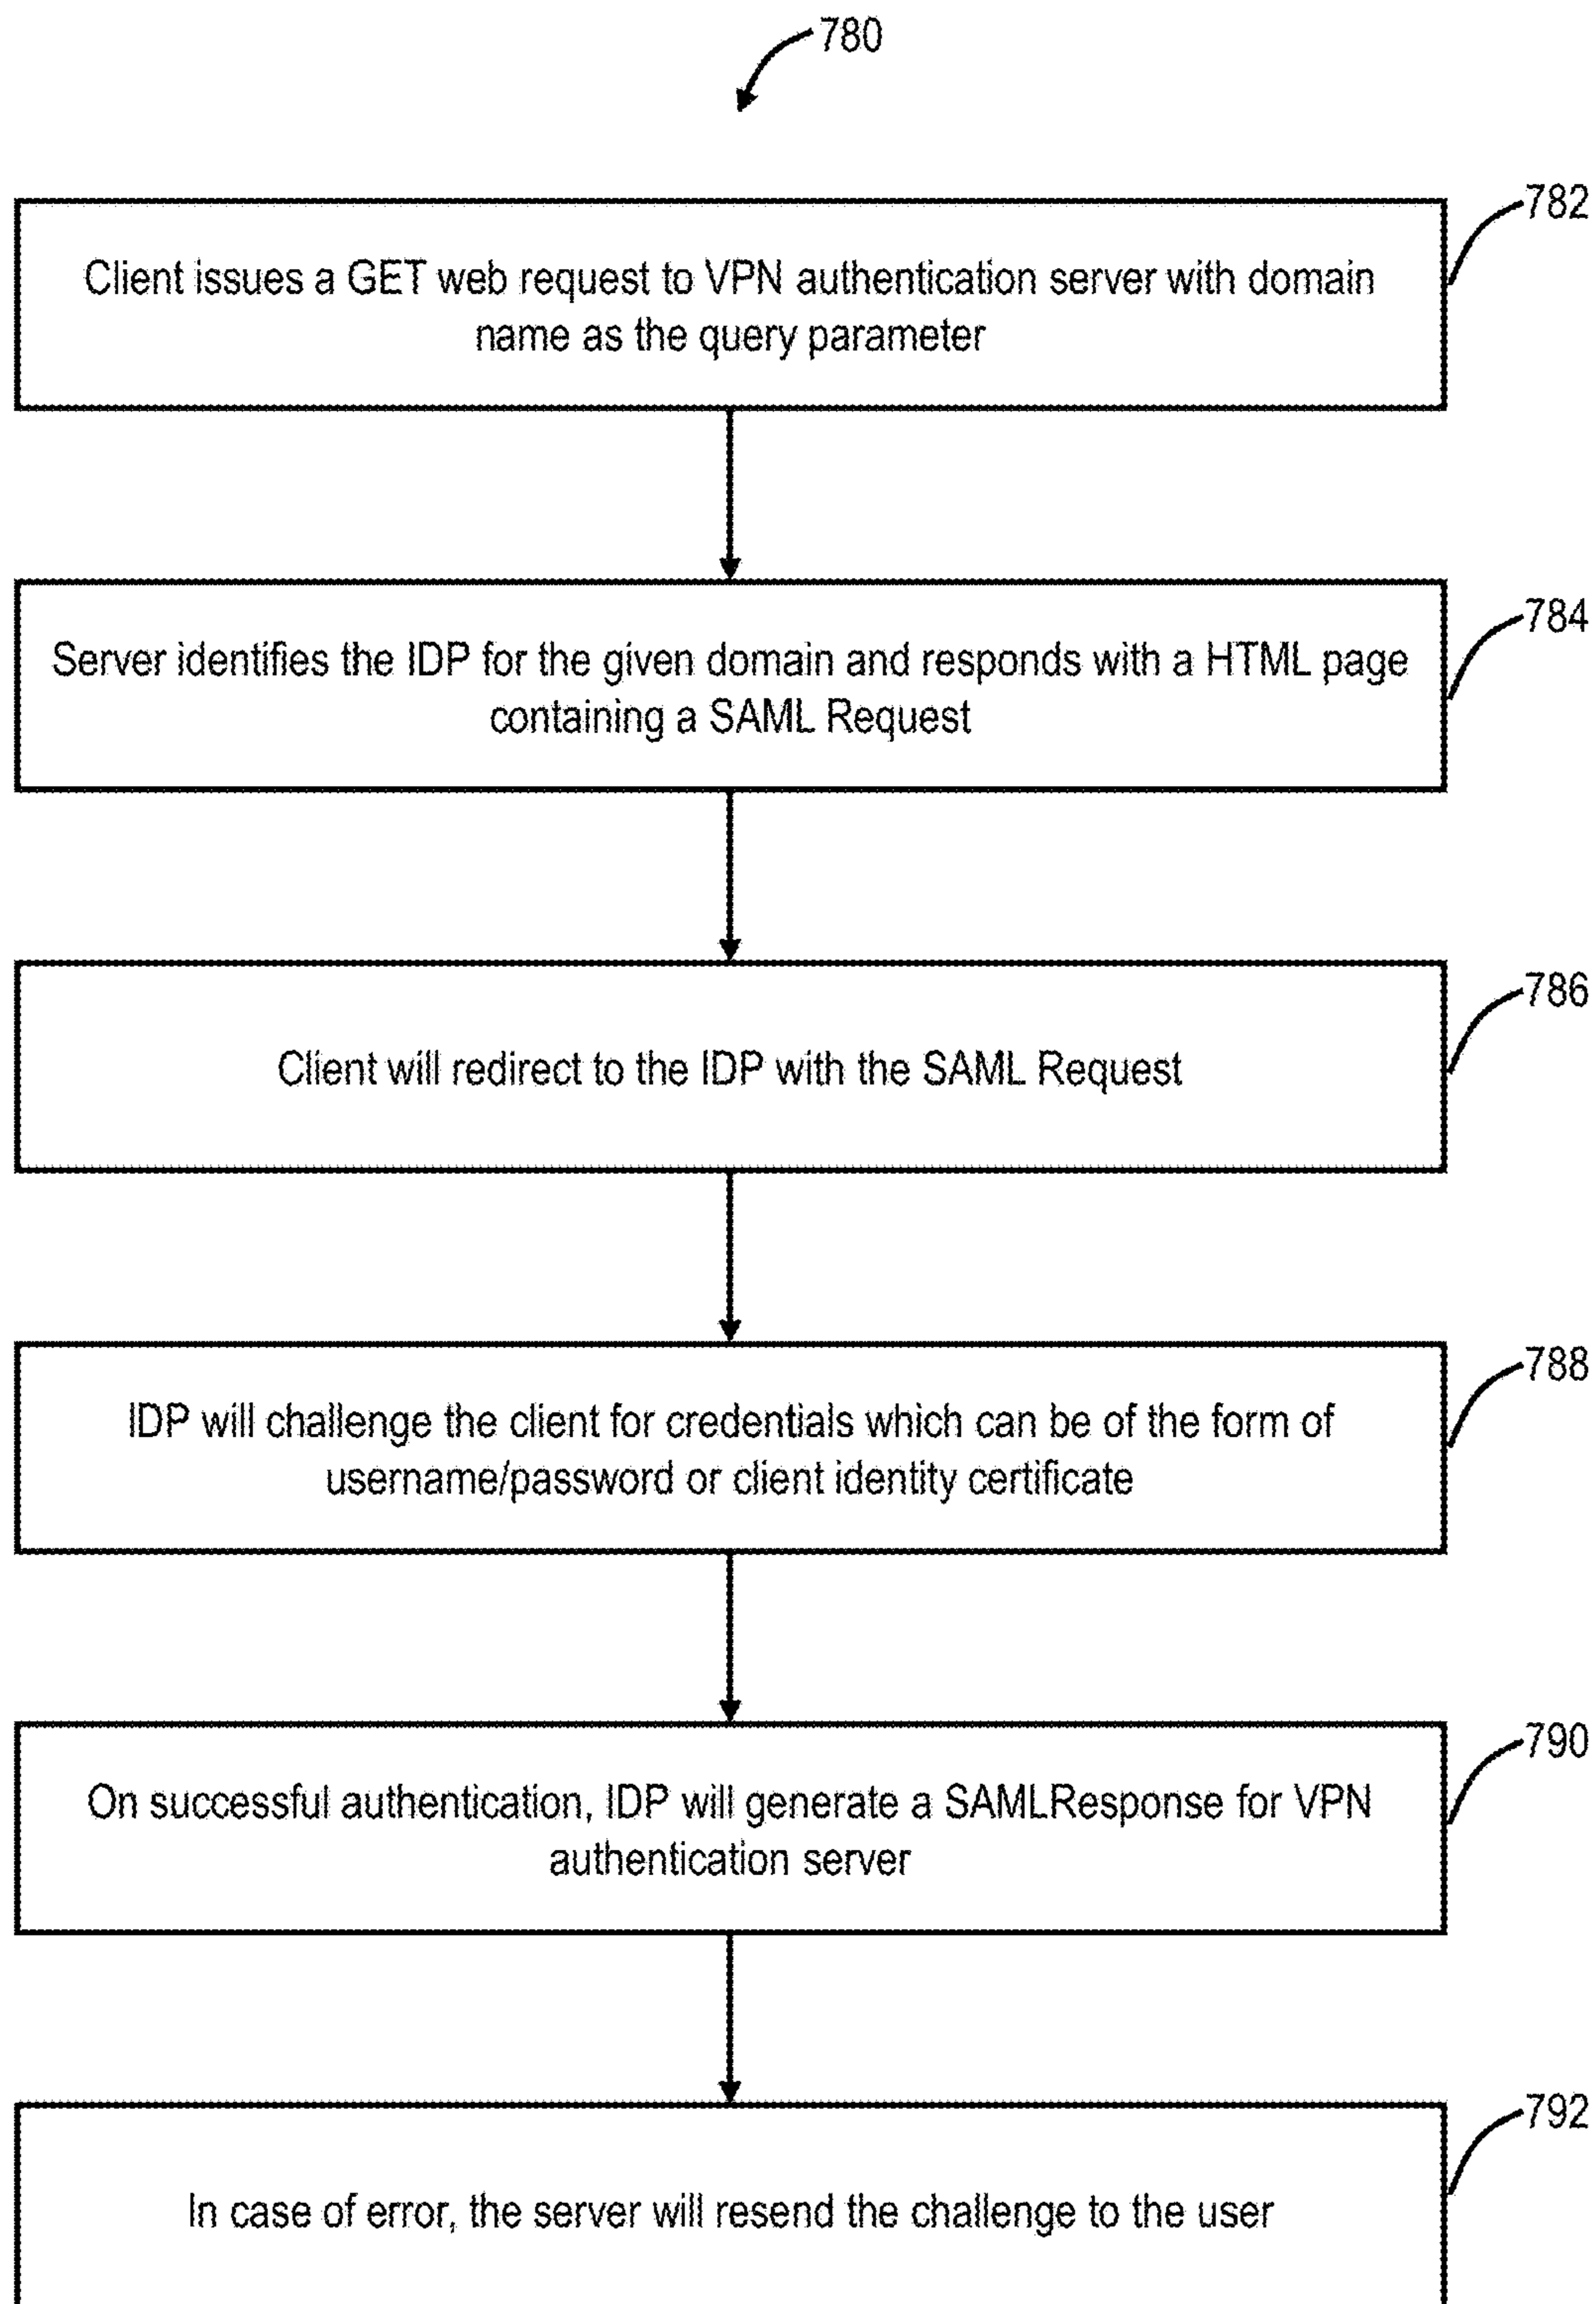 780
782
Client issues a GET web request to VPN authentication server with domain
name as the query parameter
784
Server identifies the IDP for the given domain and responds with a HTML page
containing a SAML Request
786
Client will redirect to the IDP with the SAML Request
788
IDP will challenge the client for credentials which can be of the form of
username/password or client identity certificate
790
On successful authentication, IDP will generate a SAMLResponse for VPN
authentication server
792
In case of error, the server will resend the challenge to the user